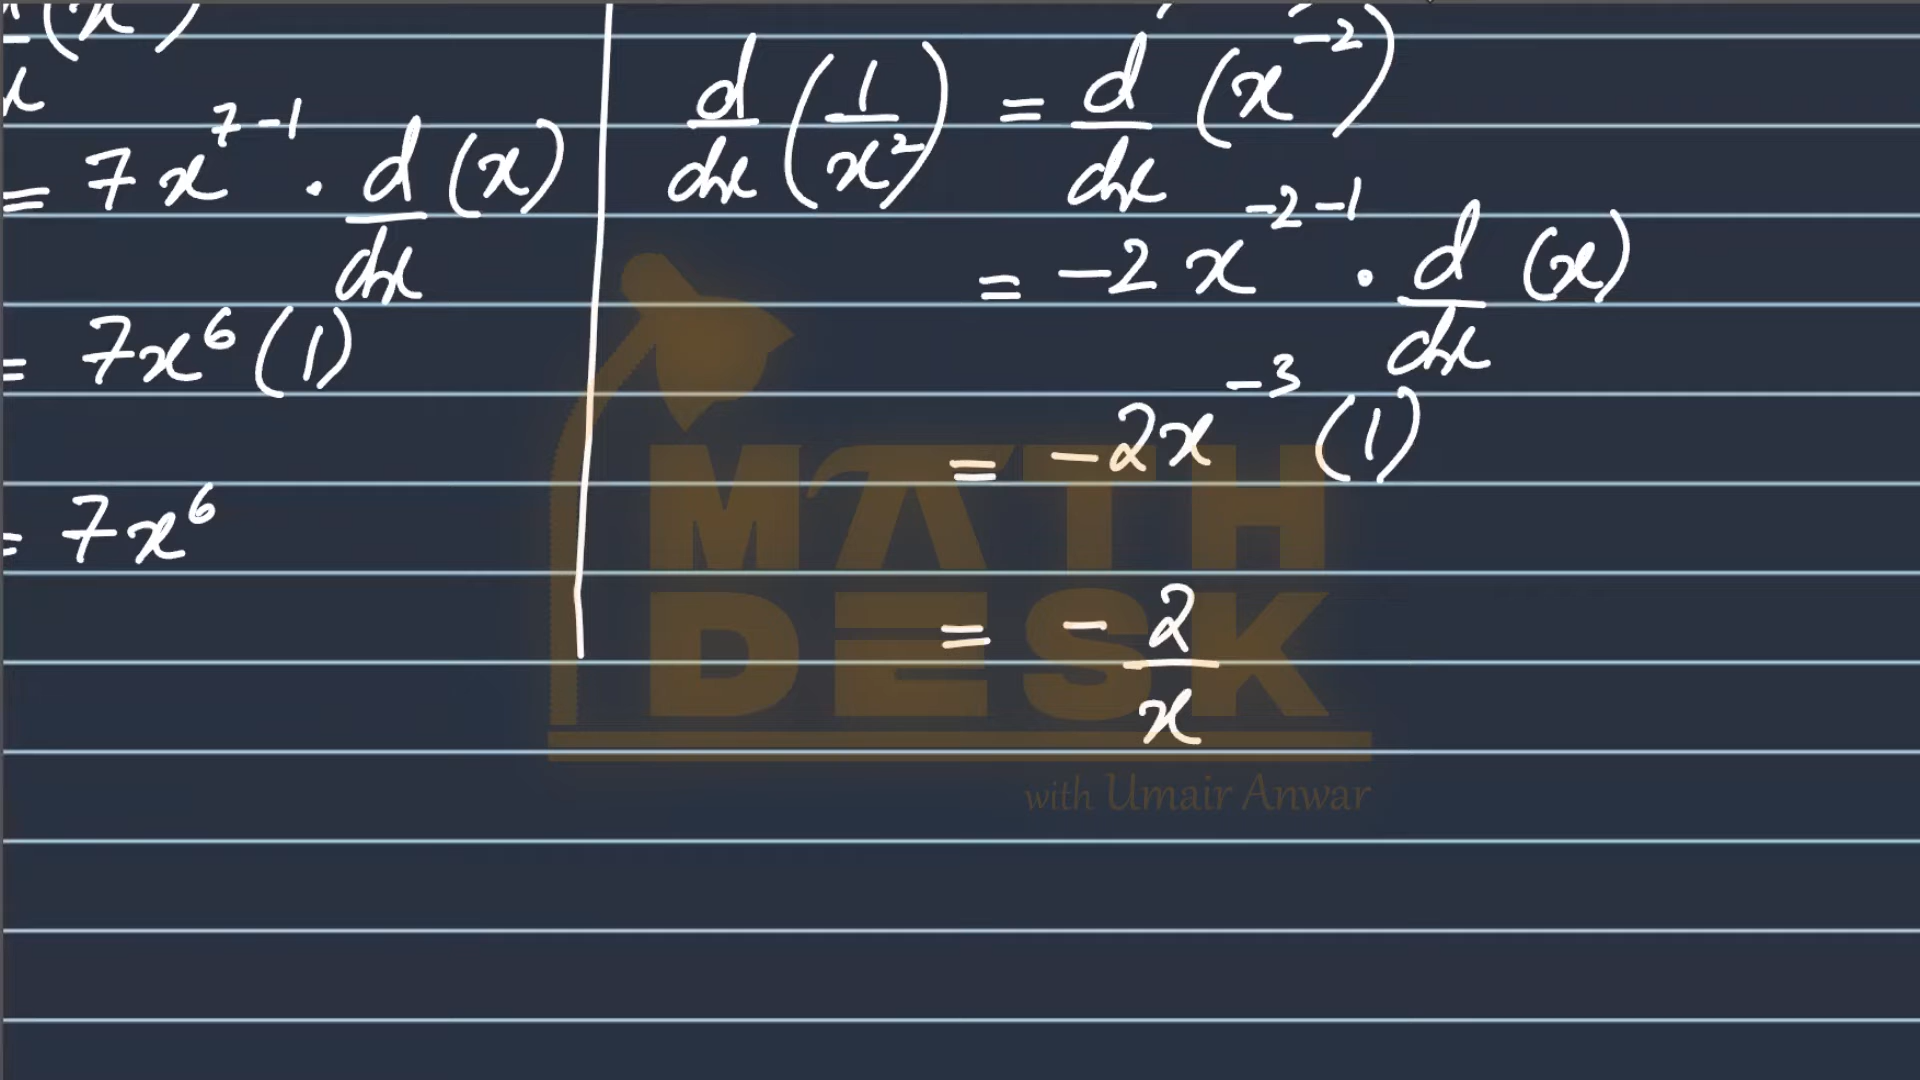 = 7x^{7-1} · d/dx (x)
= 7x^6 (1)
= 7x^6
d/dx (1/x^2) = d/dx (x^{-2})
= -2x^{-2-1} · d/dx (x)
= -2x^{-3} (1)
= - 2/x
MATH
DESK
with Umair Anwar